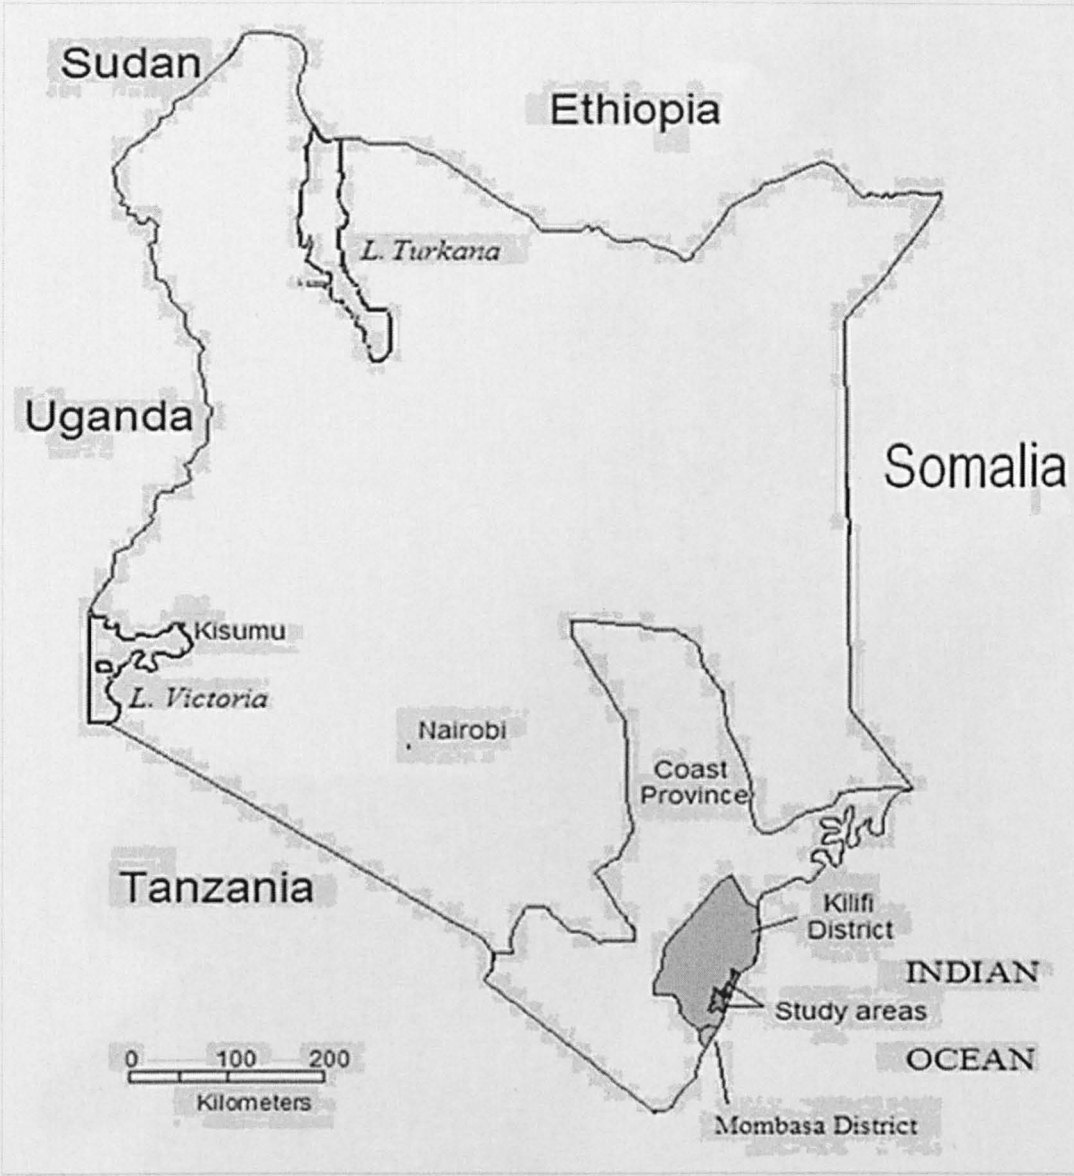 Sudan
Ethiopia
L. Turkana
Uganda
Somalia
Kisumu
L. Victoria
Nairobi
Coast
Province
Tanzania
Kilifi
District
INDIAN
Study areas
OCEAN
0 100 200
Kilometers
Mombasa District